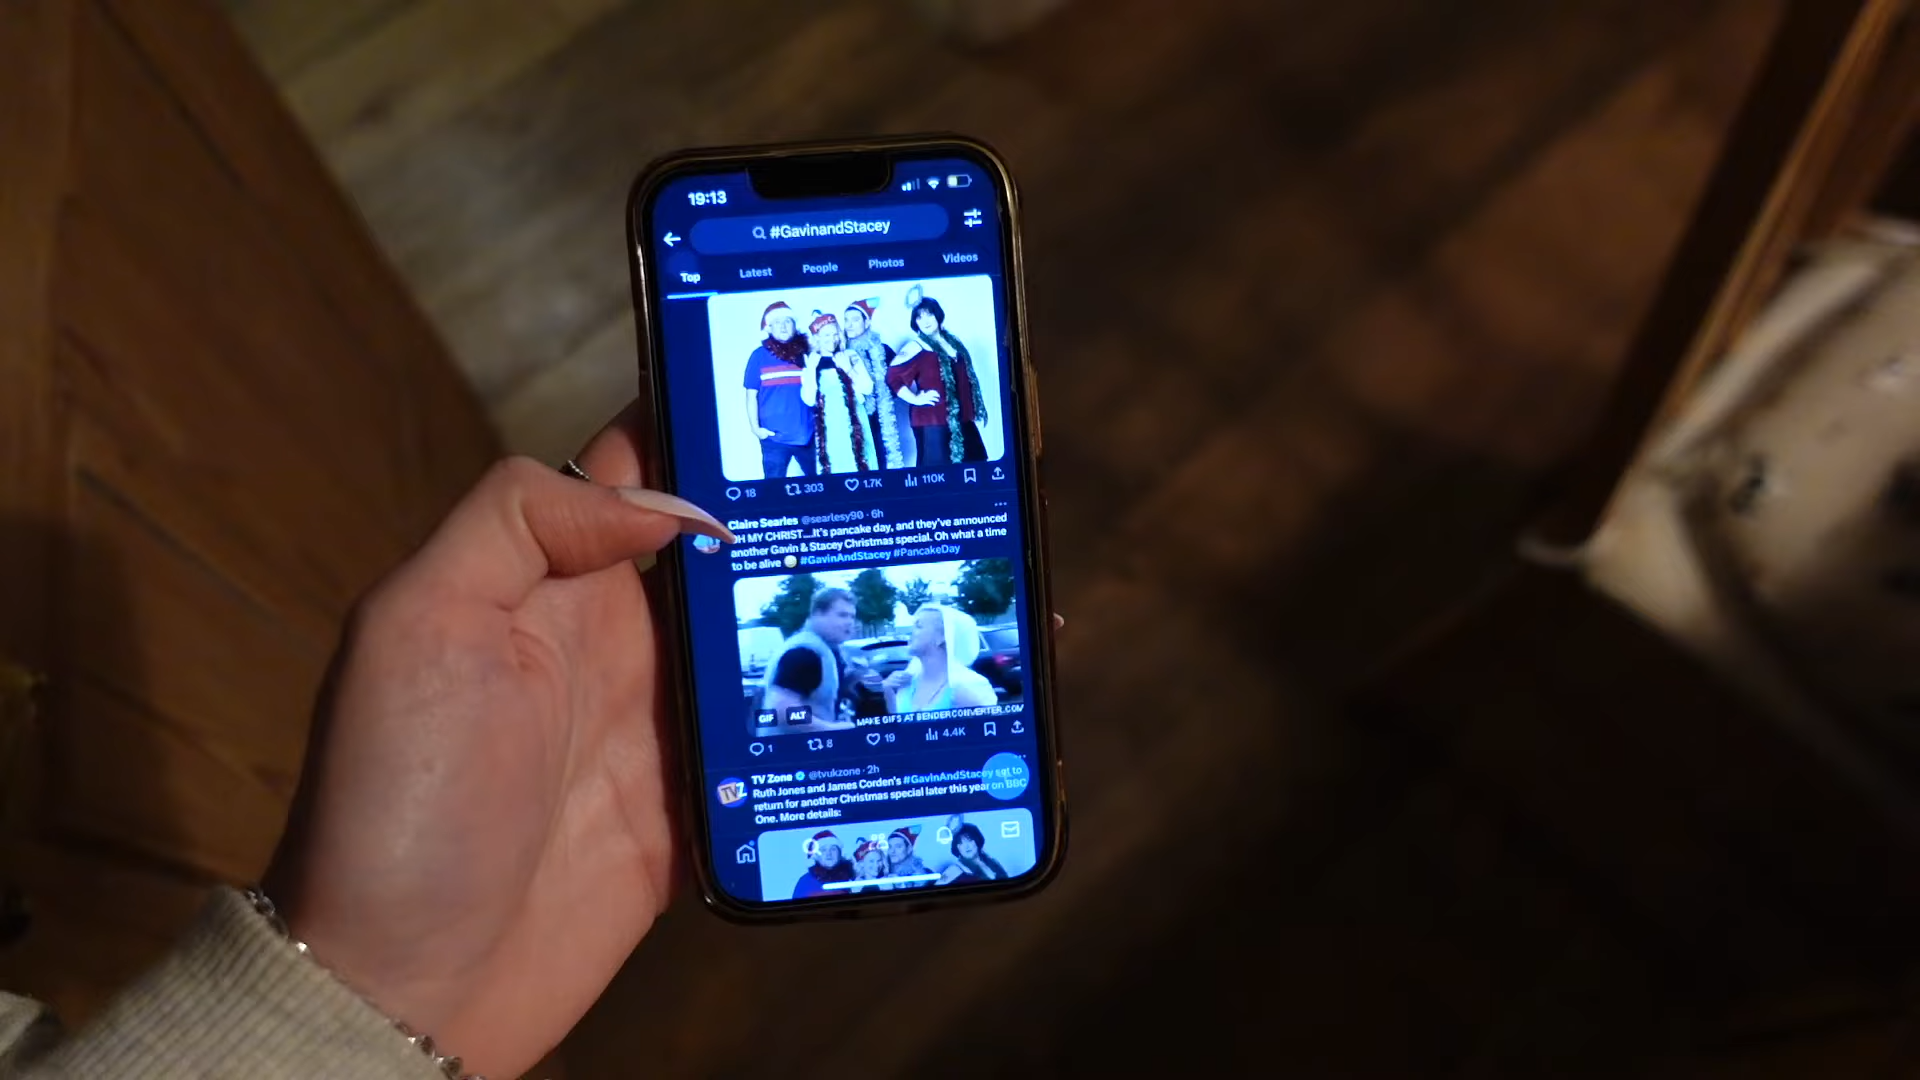 19:13
#GavinandStacey
Top Latest People Photos Videos
18 303 1.7K 110K
Claire Searles @searlesy90 · 6h
OH MY CHRIST....It's pancake day, and they've announced
another Gavin & Stacey Christmas special. Oh what a time
to be alive #GavinAndStacey #PancakeDay
GIF ALT MAKE GIFS AT BENDERCONVERTER.COM
1 8 19 4.4K
TV Zone @tvukzone · 2h
TVZ
Ruth Jones and James Corden's #GavinAndStacey set to
return for another Christmas special later this year on BBC
One. More details: